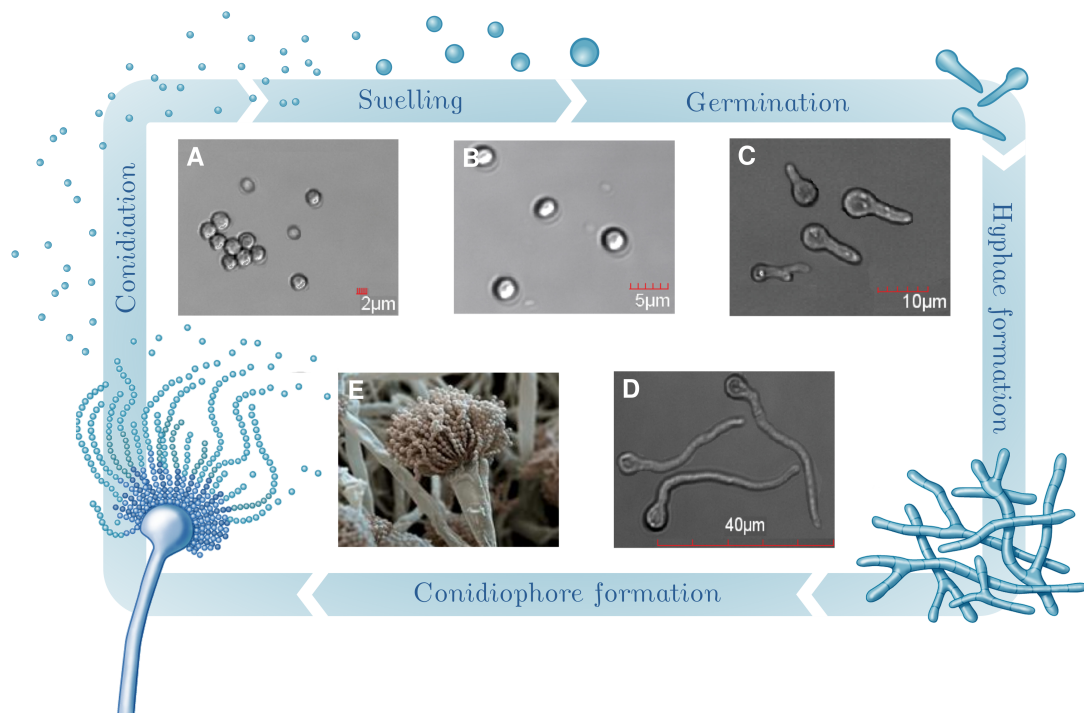 Swelling
Germination
Conidiation
A
2μm
B
5μm
C
10μm
Hyphae formation
E
D
40μm
Conidiophore formation